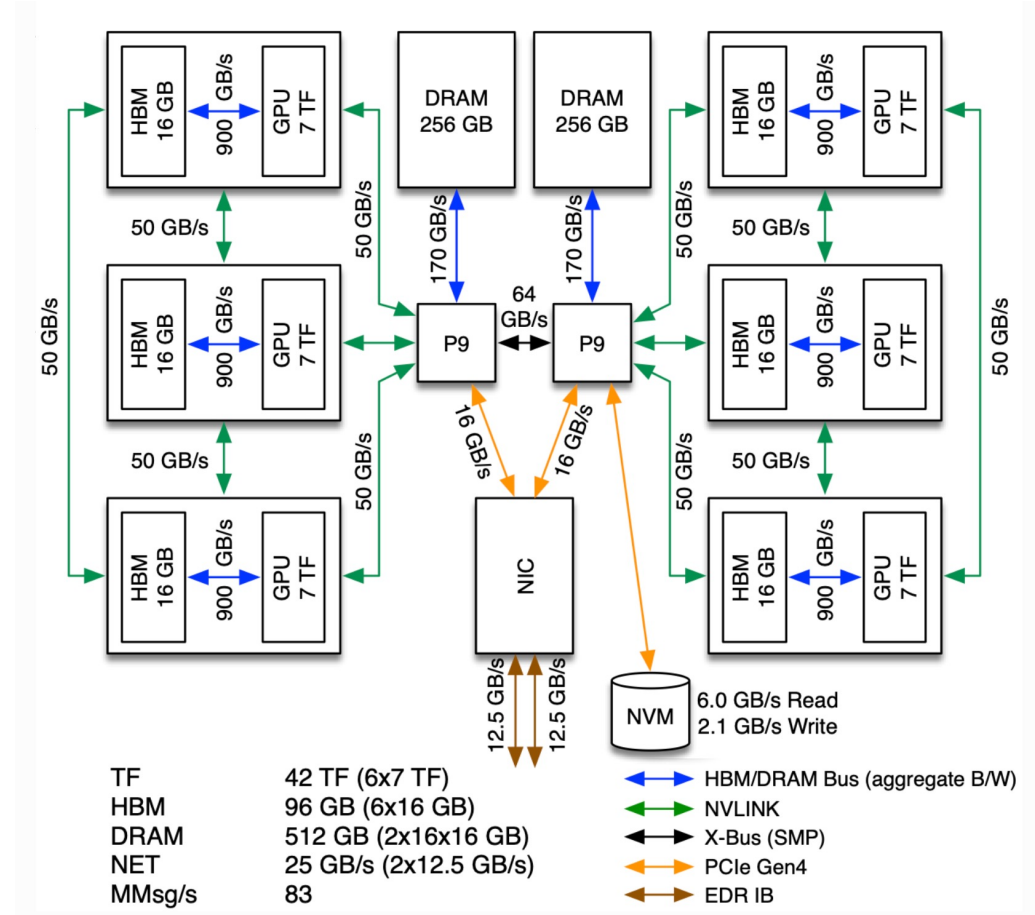 HBM
16 GB
900 GB/s
GPU
7 TF
DRAM
256 GB
DRAM
256 GB
HBM
16 GB
900 GB/s
GPU
7 TF
50 GB/s
50 GB/s
170 GB/s
170 GB/s
50 GB/s
50 GB/s
50 GB/s
HBM
16 GB
900 GB/s
GPU
7 TF
P9
64
GB/s
P9
HBM
16 GB
900 GB/s
GPU
7 TF
50 GB/s
50 GB/s
50 GB/s
16 GB/s
16 GB/s
50 GB/s
50 GB/s
HBM
16 GB
900 GB/s
GPU
7 TF
NIC
HBM
16 GB
900 GB/s
GPU
7 TF
12.5 GB/s
12.5 GB/s
NVM
6.0 GB/s Read
2.1 GB/s Write
TF 42 TF (6x7 TF)
HBM 96 GB (6x16 GB)
DRAM 512 GB (2x16x16 GB)
NET 25 GB/s (2x12.5 GB/s)
MMsg/s 83
HBM/DRAM Bus (aggregate B/W)
NVLINK
X-Bus (SMP)
PCIe Gen4
EDR IB